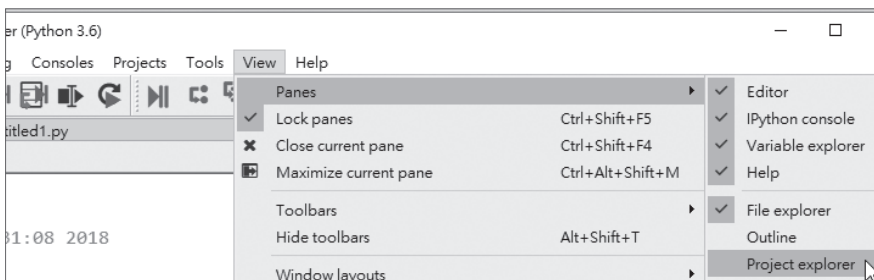 er (Python 3.6)
g Consoles Projects Tools View Help
Panes
Lock panes Ctrl+Shift+F5
Close current pane Ctrl+Shift+F4
Maximize current pane Ctrl+Alt+Shift+M
Toolbars
Hide toolbars Alt+Shift+T
Window layouts
Editor
IPython console
Variable explorer
Help
File explorer
Outline
Project explorer
titled1.py
31:08 2018